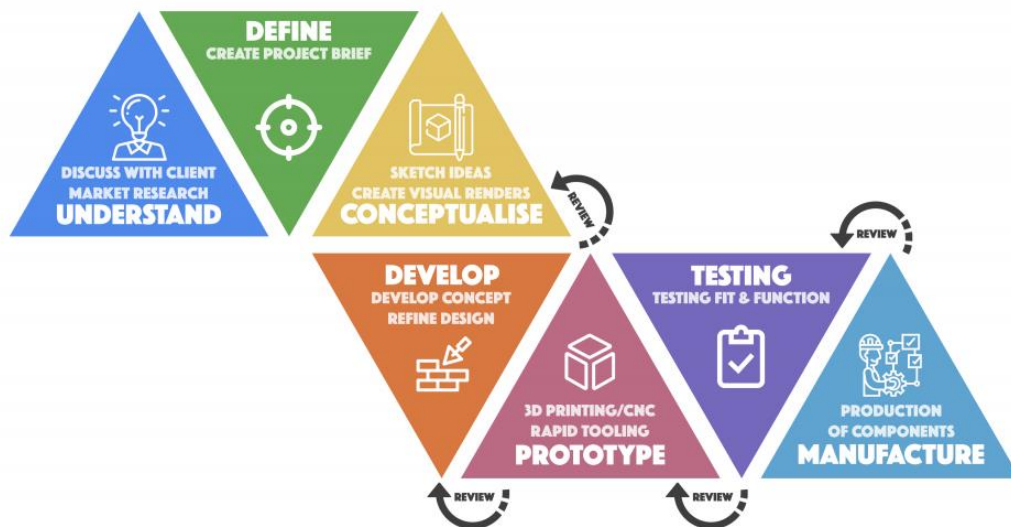 DISCUSS WITH CLIENT
MARKET RESEARCH
UNDERSTAND
DEFINE
CREATE PROJECT BRIEF
SKETCH IDEAS
CREATE VISUAL RENDERS
CONCEPTUALISE
REVIEW
DEVELOP
DEVELOP CONCEPT
REFINE DESIGN
REVIEW
3D PRINTING/CNC
RAPID TOOLING
PROTOTYPE
TESTING
TESTING FIT & FUNCTION
REVIEW
REVIEW
PRODUCTION
OF COMPONENTS
MANUFACTURE